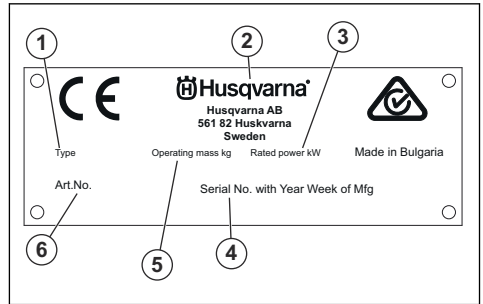 1
2
3
CE
Husqvarna
Husqvarna AB
561 82 Huskvarna
Sweden
Type
Operating mass kg
Rated power kW
Made in Bulgaria
Art.No.
Serial No. with Year Week of Mfg
6
5
4